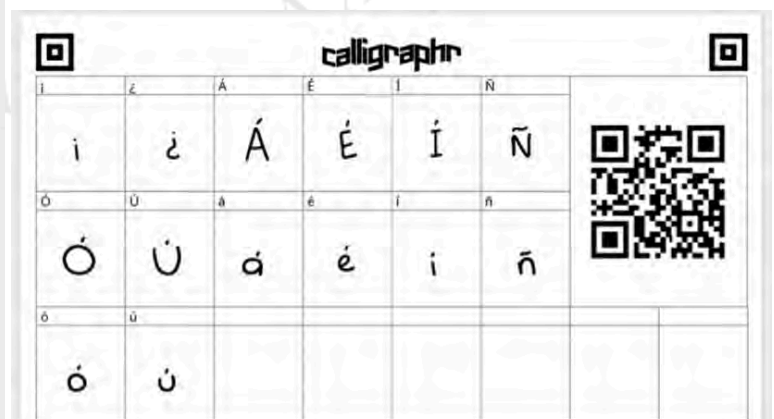 calligraphr
¡ ¿ Á É Í Ñ
¡ ¿ Á É Í Ñ
Ó Ú á é í ñ
Ó Ú á é í ñ
ó ú
ó ú